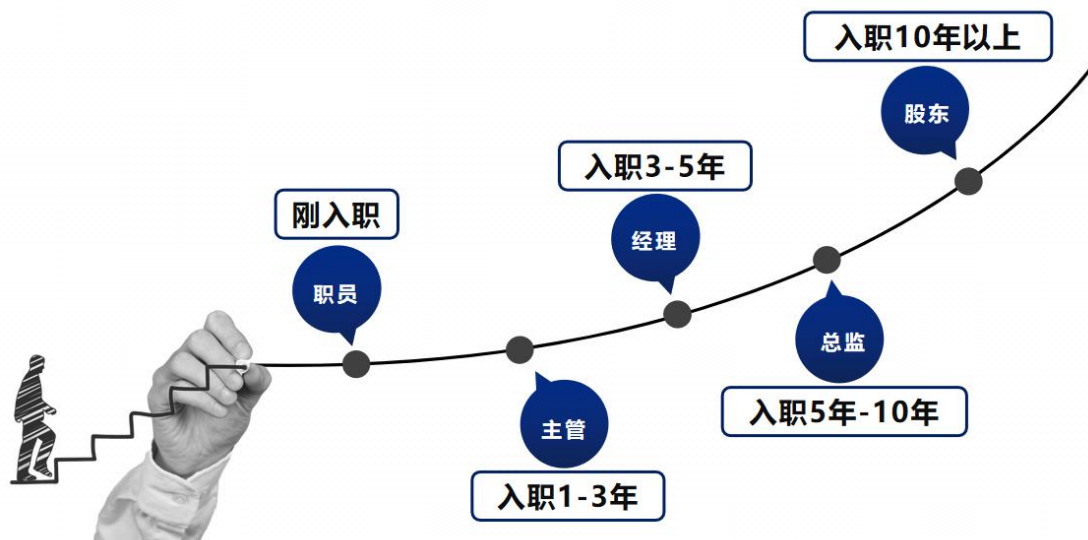 刚入职
职员
主管
入职1-3年
入职3-5年
经理
总监
入职5年-10年
入职10年以上
股东